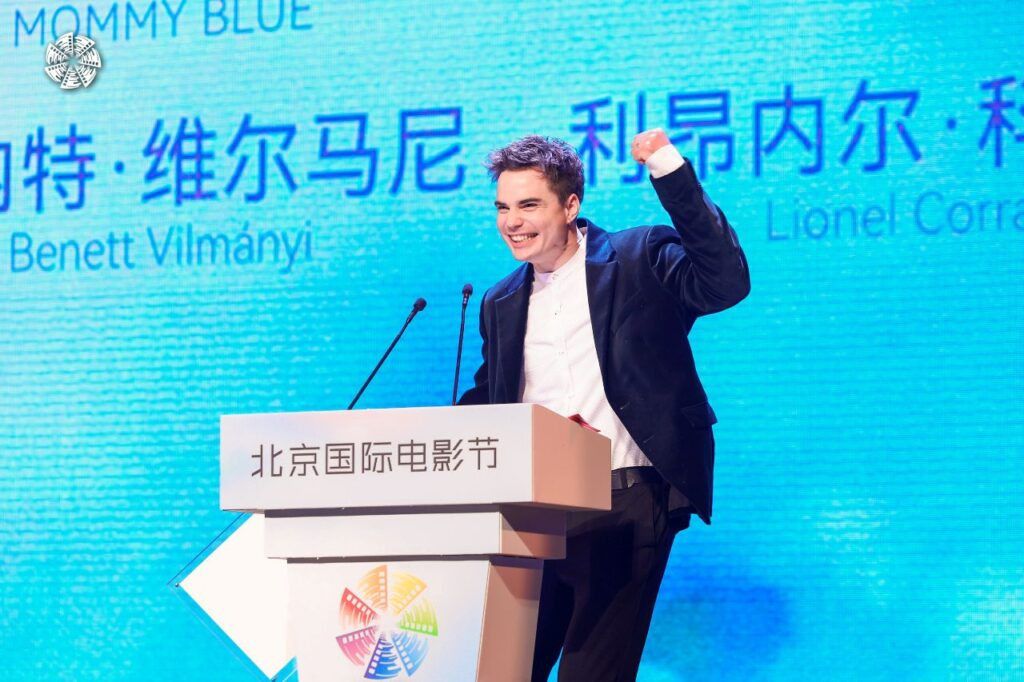 MOMMY BLUE
特·维尔马尼
利昂内尔·科
Benett Vilmányi
Lionel Corra
北京国际电影节